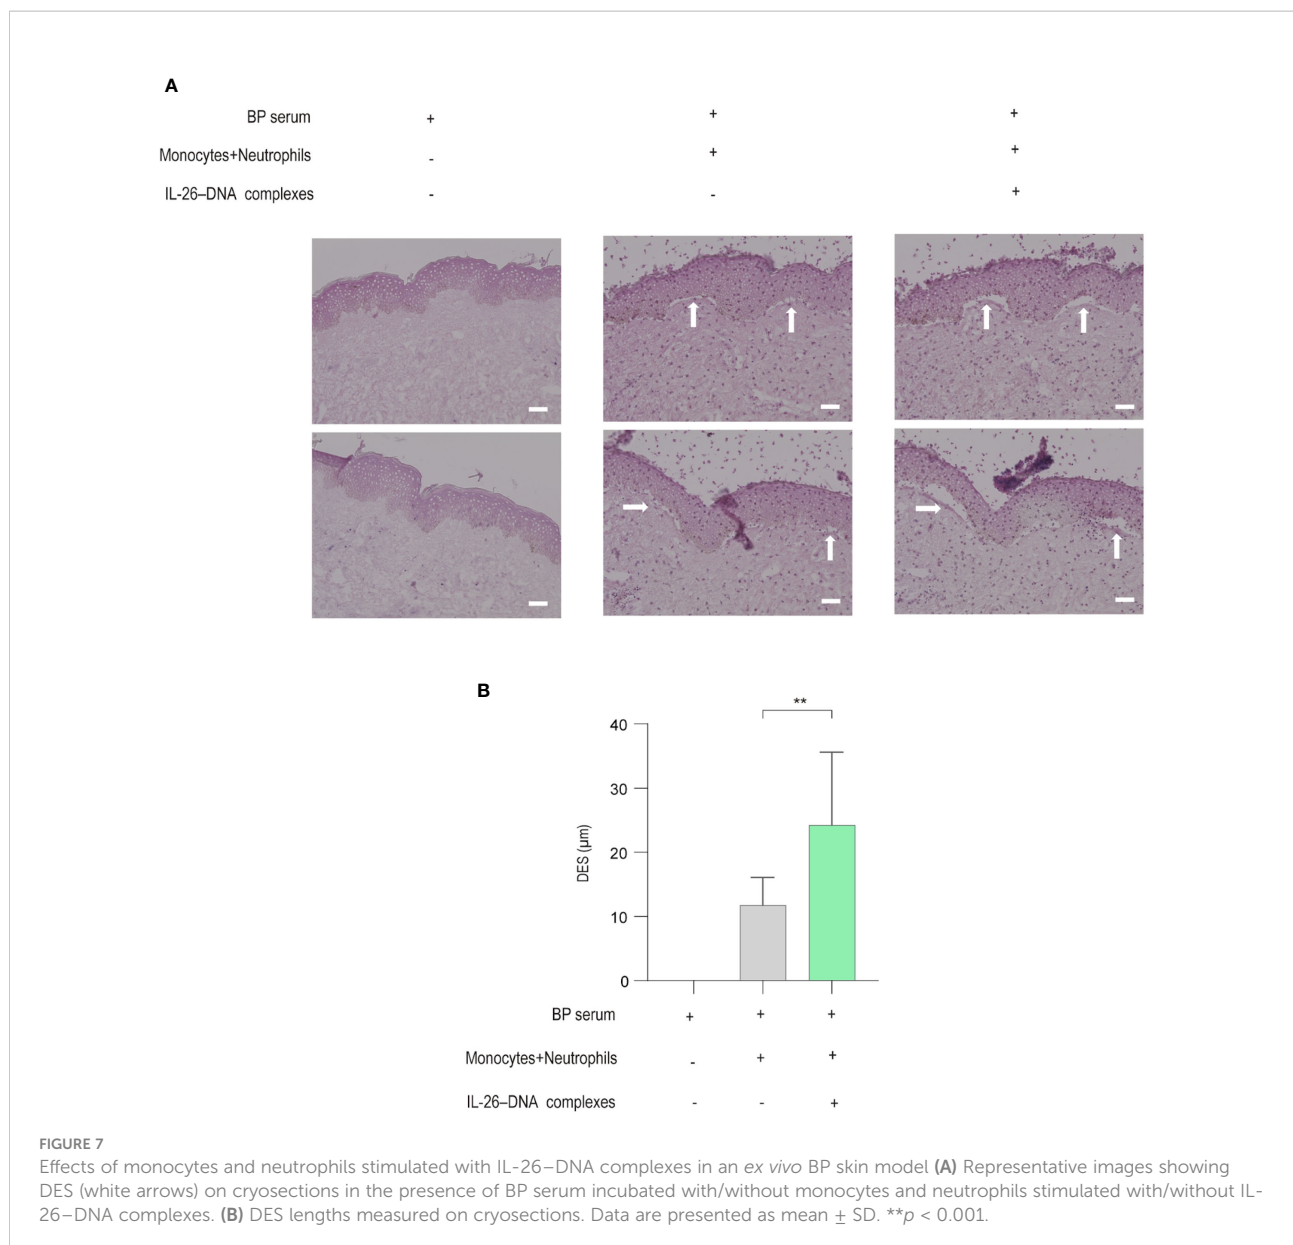 A
BP serum + + +
Monocytes+Neutrophils - + +
IL-26–DNA complexes - - +
B
**
40
30
20
10
0
DES (µm)
BP serum + + +
Monocytes+Neutrophils - + +
IL-26–DNA complexes - - +
FIGURE 7
Effects of monocytes and neutrophils stimulated with IL-26–DNA complexes in an ex vivo BP skin model (A) Representative images showing
DES (white arrows) on cryosections in the presence of BP serum incubated with/without monocytes and neutrophils stimulated with/without IL-
26–DNA complexes. (B) DES lengths measured on cryosections. Data are presented as mean ± SD. **p < 0.001.